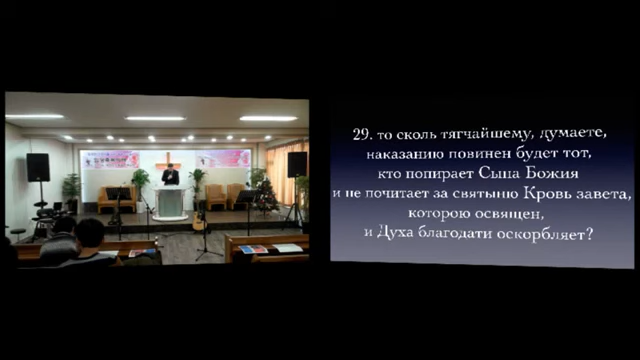 29. то сколь тягчайшему, думаете,
наказанию повинен будет тот,
кто попирает Сына Божия
и не почитает за святыню Кровь завета,
которою освящен,
и Духа благодати оскорбляет?